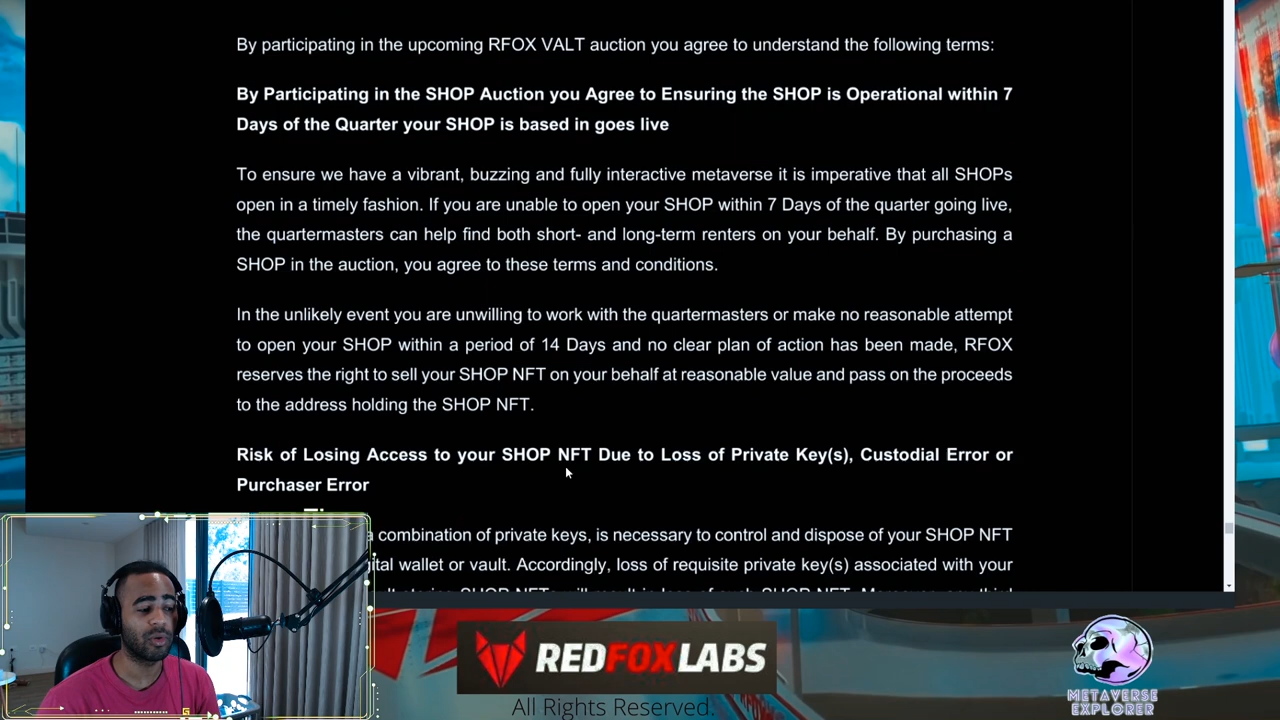 By participating in the upcoming RFOX VALT auction you agree to understand the following terms:
By Participating in the SHOP Auction you Agree to Ensuring the SHOP is Operational within 7
Days of the Quarter your SHOP is based in goes live
To ensure we have a vibrant, buzzing and fully interactive metaverse it is imperative that all SHOPs
open in a timely fashion. If you are unable to open your SHOP within 7 Days of the quarter going live,
the quartermasters can help find both short- and long-term renters on your behalf. By purchasing a
SHOP in the auction, you agree to these terms and conditions.
In the unlikely event you are unwilling to work with the quartermasters or make no reasonable attempt
to open your SHOP within a period of 14 Days and no clear plan of action has been made, RFOX
reserves the right to sell your SHOP NFT on your behalf at reasonable value and pass on the proceeds
to the address holding the SHOP NFT.
Risk of Losing Access to your SHOP NFT Due to Loss of Private Key(s), Custodial Error or
Purchaser Error
a combination of private keys, is necessary to control and dispose of your SHOP NFT
wallet or vault. Accordingly, loss of requisite private key(s) associated with your
REDFOXLABS
All Rights Reserved.
METAVERSE
EXPLORER